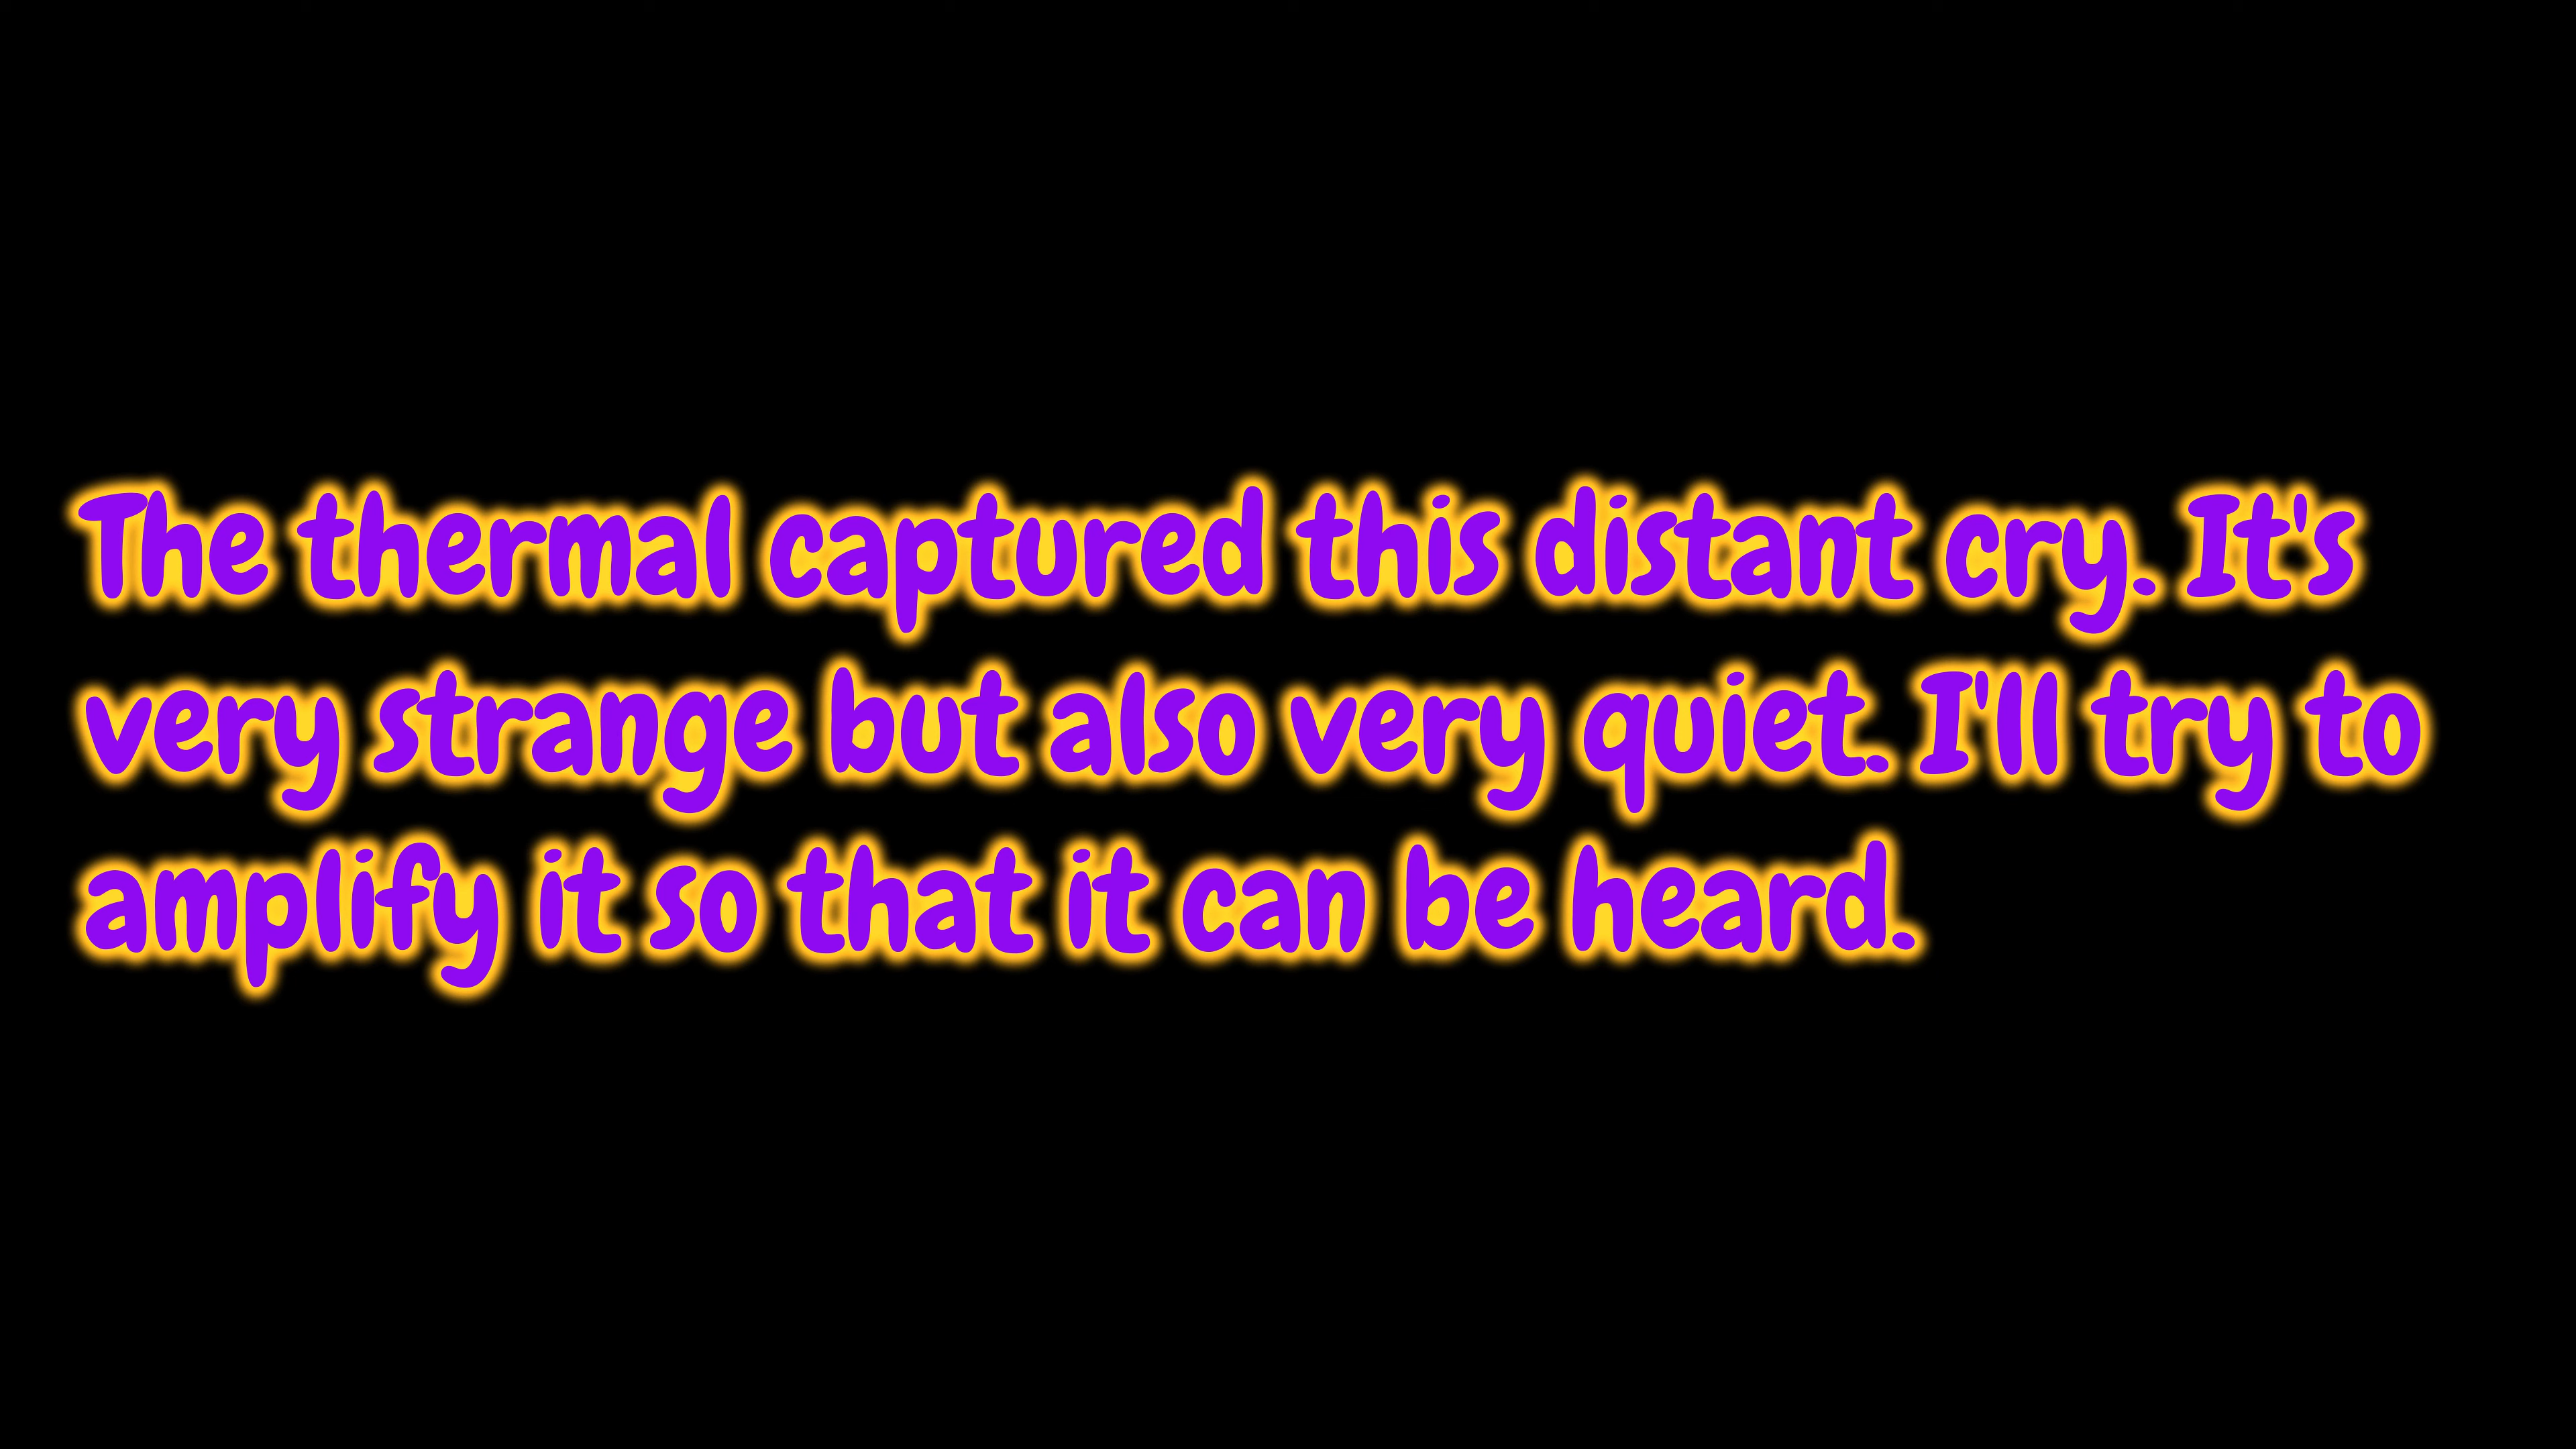 The thermal captured this distant cry. It's
very strange but also very quiet. I'll try to
amplify it so that it can be heard.